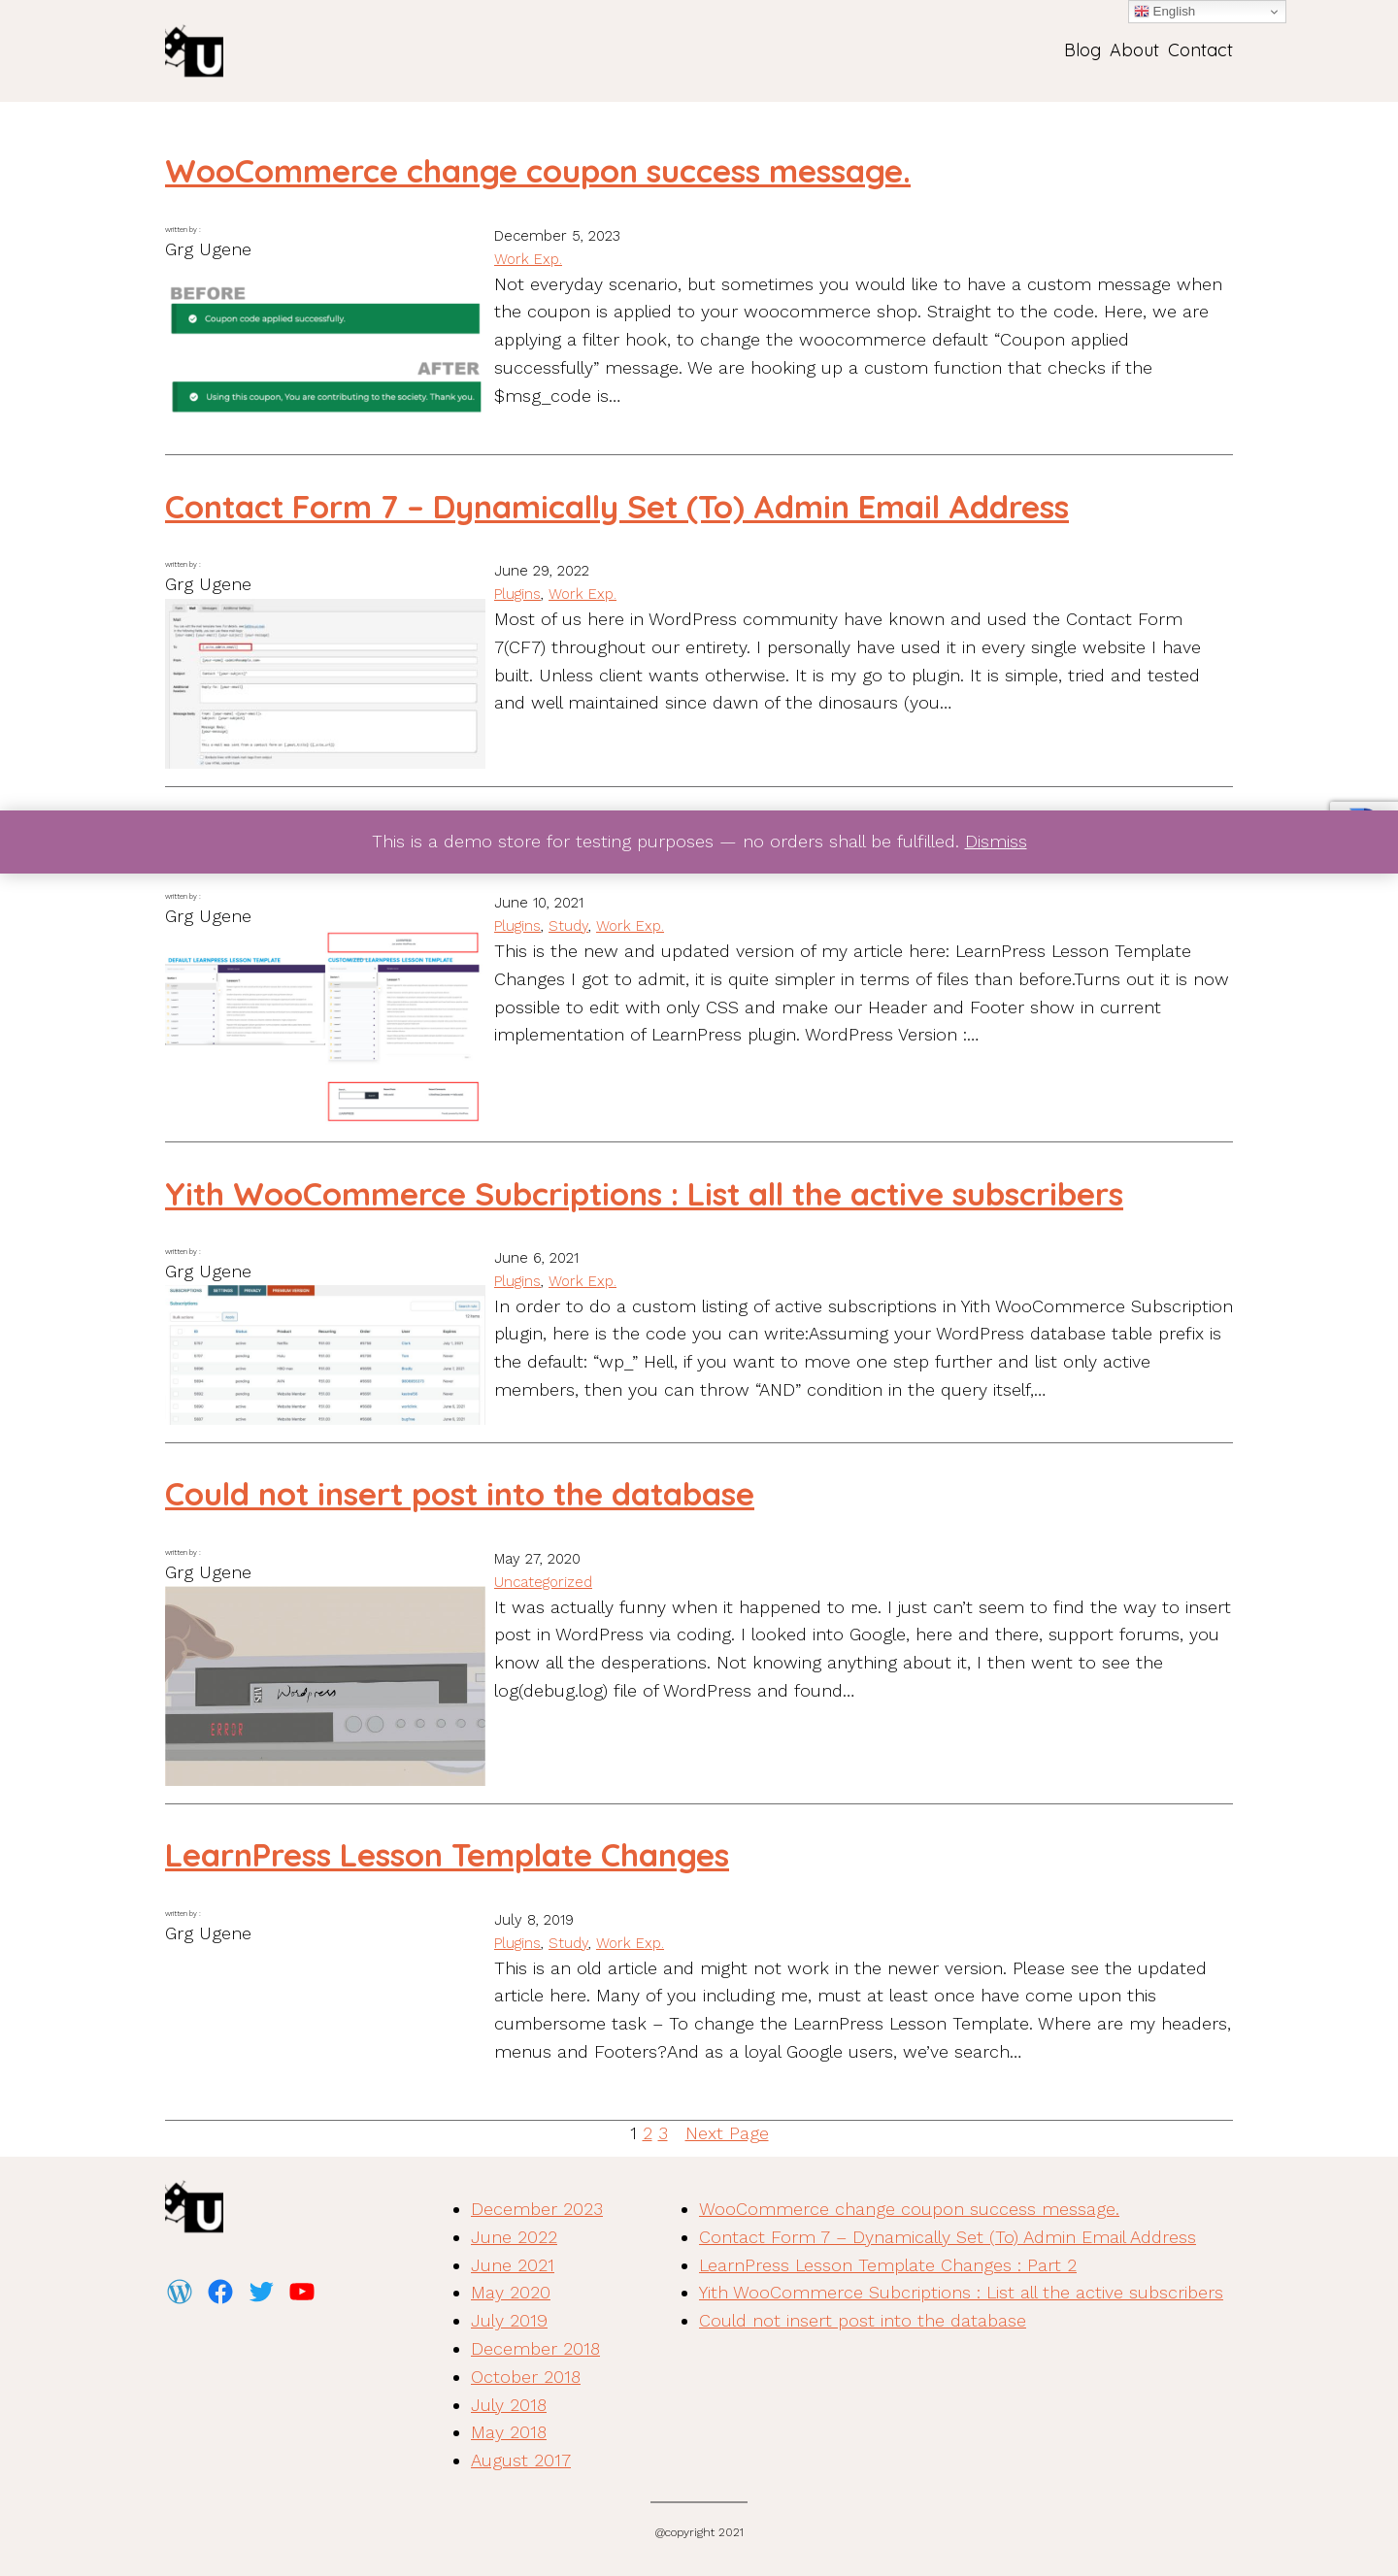 English
U
Blog About Contact
WooCommerce change coupon success message.
written by :
Grg Ugene
BEFORE
Coupon code applied successfully.
AFTER
Using this coupon, You are contributing to the society. Thank you.
December 5, 2023
Work Exp.
Not everyday scenario, but sometimes you would like to have a custom message when
the coupon is applied to your woocommerce shop. Straight to the code. Here, we are
applying a filter hook, to change the woocommerce default “Coupon applied
successfully” message. We are hooking up a custom function that checks if the
$msg_code is…
Contact Form 7 – Dynamically Set (To) Admin Email Address
written by :
Grg Ugene
June 29, 2022
Plugins, Work Exp.
Most of us here in WordPress community have known and used the Contact Form
7(CF7) throughout our entirety. I personally have used it in every single website I have
built. Unless client wants otherwise. It is my go to plugin. It is simple, tried and tested
and well maintained since dawn of the dinosaurs (you…
This is a demo store for testing purposes — no orders shall be fulfilled. Dismiss
written by :
Grg Ugene
DEFAULT LEARNPRESS LESSON TEMPLATE
CUSTOMIZED LEARNPRESS LESSON TEMPLATE
June 10, 2021
Plugins, Study, Work Exp.
This is the new and updated version of my article here: LearnPress Lesson Template
Changes I got to admit, it is quite simpler in terms of files than before.Turns out it is now
possible to edit with only CSS and make our Header and Footer show in current
implementation of LearnPress plugin. WordPress Version :…
Yith WooCommerce Subcriptions : List all the active subscribers
written by :
Grg Ugene
SUBSCRIPTIONS SETTINGS PRIVACY PREMIUM VERSION
Subscriptions
ID Status Product Recurring Order User Expires
June 6, 2021
Plugins, Work Exp.
In order to do a custom listing of active subscriptions in Yith WooCommerce Subscription
plugin, here is the code you can write:Assuming your WordPress database table prefix is
the default: “wp_” Hell, if you want to move one step further and list only active
members, then you can throw “AND” condition in the query itself,…
Could not insert post into the database
written by :
Grg Ugene
VHS
Wordpress
ERROR
May 27, 2020
Uncategorized
It was actually funny when it happened to me. I just can’t seem to find the way to insert
post in WordPress via coding. I looked into Google, here and there, support forums, you
know all the desperations. Not knowing anything about it, I then went to see the
log(debug.log) file of WordPress and found…
LearnPress Lesson Template Changes
written by :
Grg Ugene
July 8, 2019
Plugins, Study, Work Exp.
This is an old article and might not work in the newer version. Please see the updated
article here. Many of you including me, must at least once have come upon this
cumbersome task – To change the LearnPress Lesson Template. Where are my headers,
menus and Footers?And as a loyal Google users, we’ve search…
1 2 3 Next Page
U
December 2023
June 2022
June 2021
May 2020
July 2019
December 2018
October 2018
July 2018
May 2018
August 2017
WooCommerce change coupon success message.
Contact Form 7 – Dynamically Set (To) Admin Email Address
LearnPress Lesson Template Changes : Part 2
Yith WooCommerce Subcriptions : List all the active subscribers
Could not insert post into the database
@copyright 2021